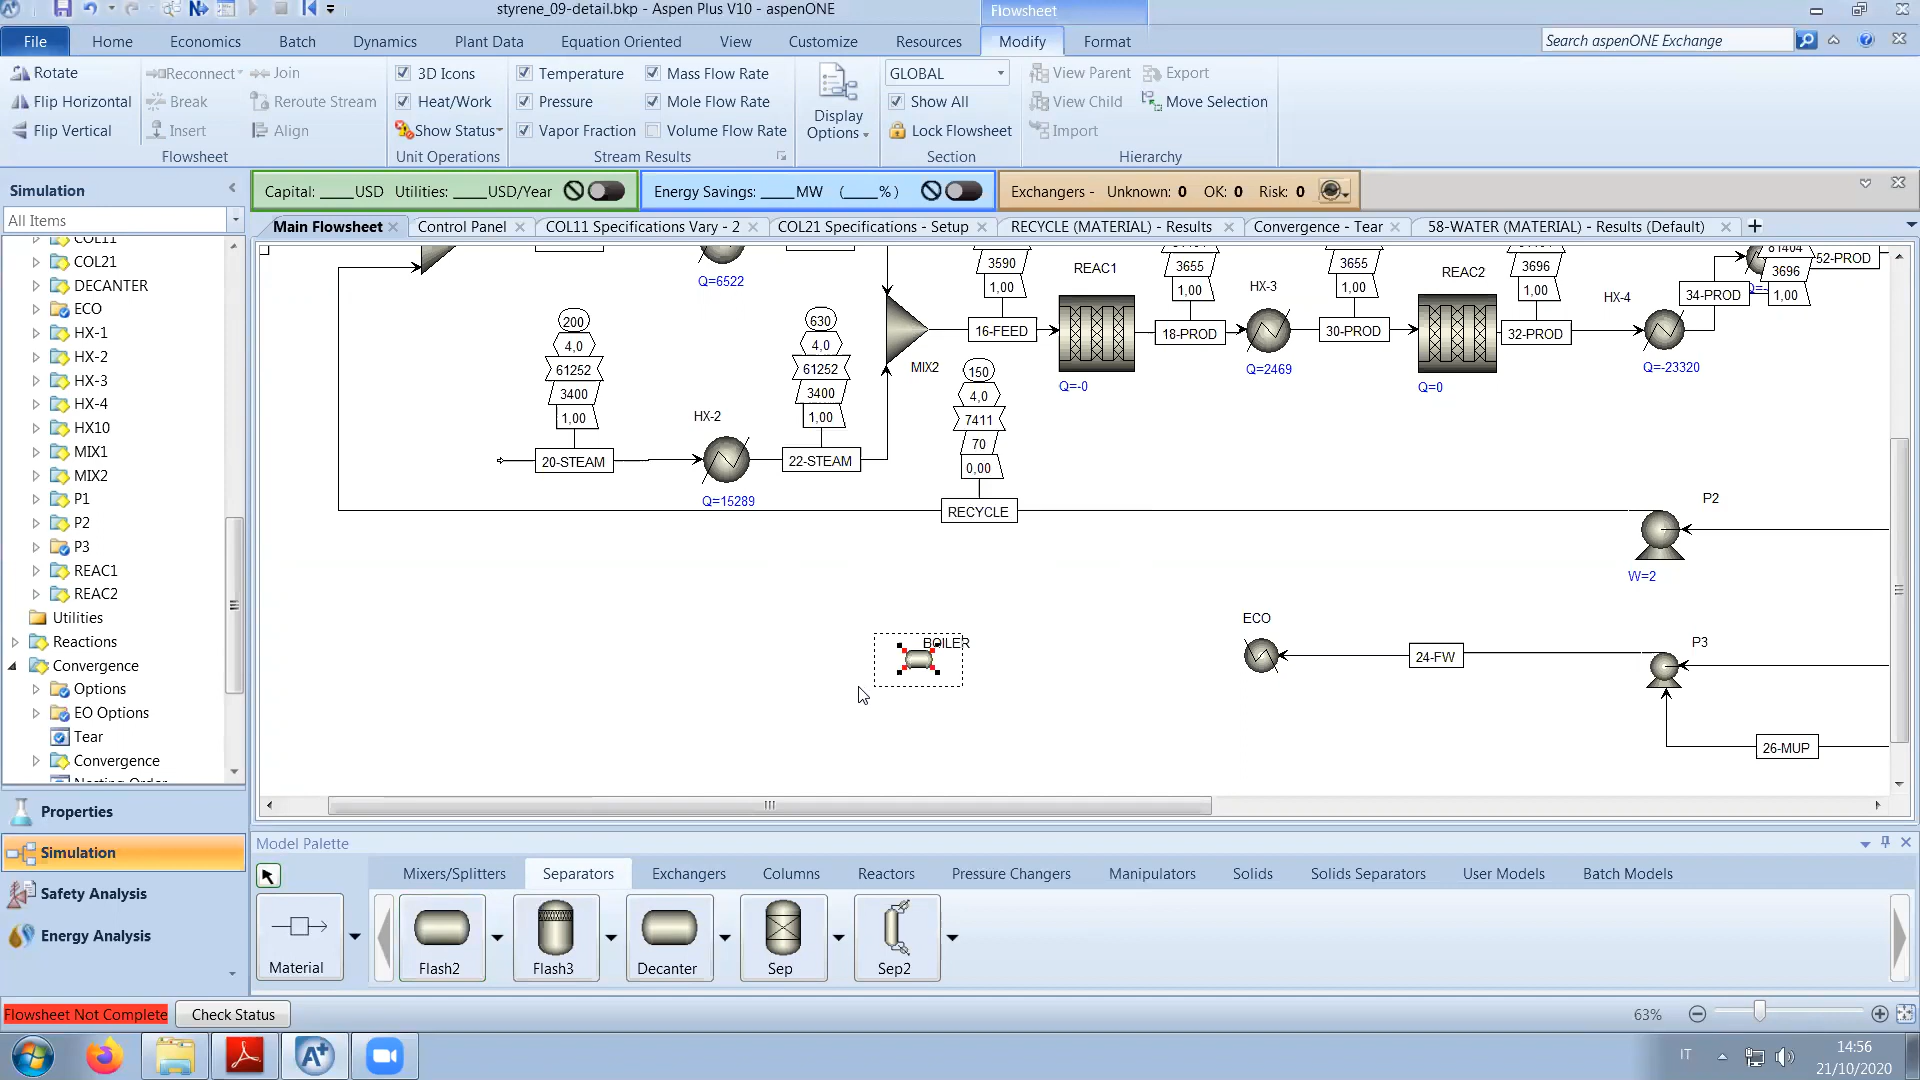 styrene_09-detail.bkp - Aspen Plus V10 - aspenONE
Flowsheet
File Home Economics Batch Dynamics Plant Data Equation Oriented View Customize Resources Modify Format
Search aspenONE Exchange
Rotate
Flip Horizontal
Flip Vertical
Reconnect
Break
Insert
Join
Reroute Stream
Align
Flowsheet
3D Icons
Heat/Work
Show Status
Unit Operations
Temperature
Pressure
Vapor Fraction
Mass Flow Rate
Mole Flow Rate
Volume Flow Rate
Stream Results
Display
Options
GLOBAL
Show All
Lock Flowsheet
Section
View Parent
View Child
Import
Export
Move Selection
Hierarchy
Simulation
Capital: ____USD Utilities: ____USD/Year
Energy Savings: ____MW (____%)
Exchangers - Unknown: 0 OK: 0 Risk: 0
All Items
Main Flowsheet
Control Panel
COL11 Specifications Vary - 2
COL21 Specifications - Setup
RECYCLE (MATERIAL) - Results
Convergence - Tear
58-WATER (MATERIAL) - Results (Default)
COL11
COL21
DECANTER
ECO
HX-1
HX-2
HX-3
HX-4
HX10
MIX1
MIX2
P1
P2
P3
REAC1
REAC2
Utilities
Reactions
Convergence
Options
EO Options
Tear
Convergence
Nesting Order
Q=6522
3590
1,00
REAC1
3655
1,00
HX-3
3655
1,00
REAC2
3696
1,00
HX-4
81404
3696
1,00
52-PROD
34-PROD
200
4,0
61252
3400
1,00
630
4,0
61252
3400
1,00
MIX2
16-FEED
18-PROD
30-PROD
32-PROD
Q=-0
Q=2469
Q=0
Q=-23320
150
4,0
7411
70
0,00
HX-2
20-STEAM
22-STEAM
Q=15289
RECYCLE
P2
W=2
BOILER
ECO
24-FW
P3
26-MUP
Properties
Simulation
Safety Analysis
Energy Analysis
Model Palette
Mixers/Splitters Separators Exchangers Columns Reactors Pressure Changers Manipulators Solids Solids Separators User Models Batch Models
Material
Flash2
Flash3
Decanter
Sep
Sep2
Flowsheet Not Complete
Check Status
63%
IT
14:56
21/10/2020